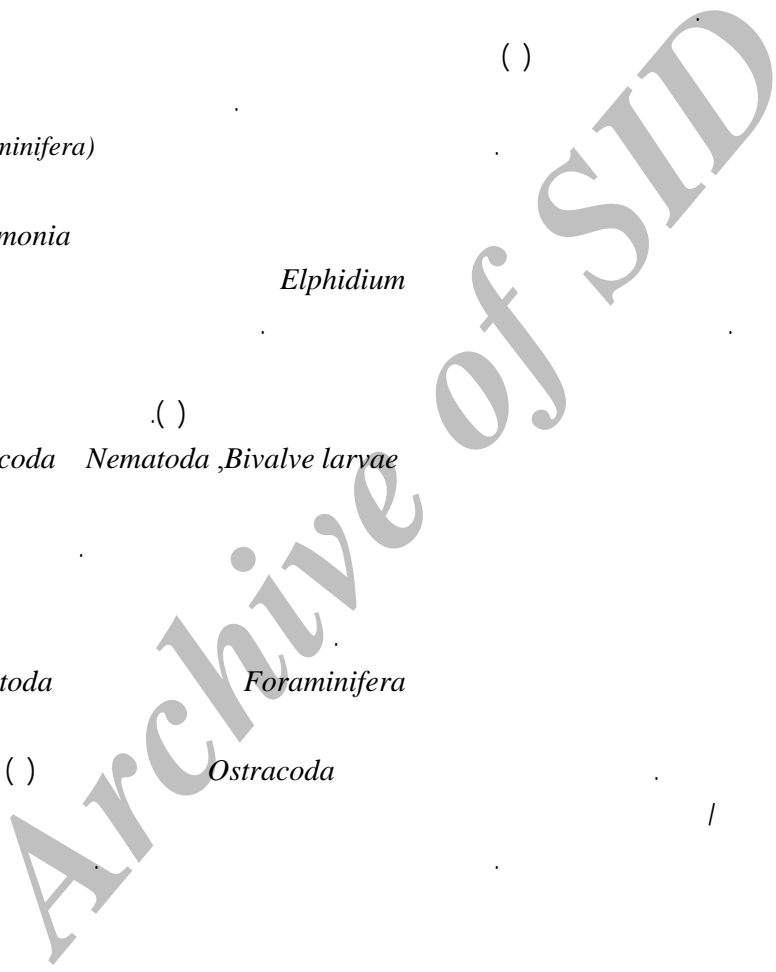 .
( )
.
minifera) .
monia
Elphidium
. .
.( )
coda Nematoda ,Bivalve larvae
.
.
toda Foraminifera
( ) Ostracoda .
/
. .
Archive of SID